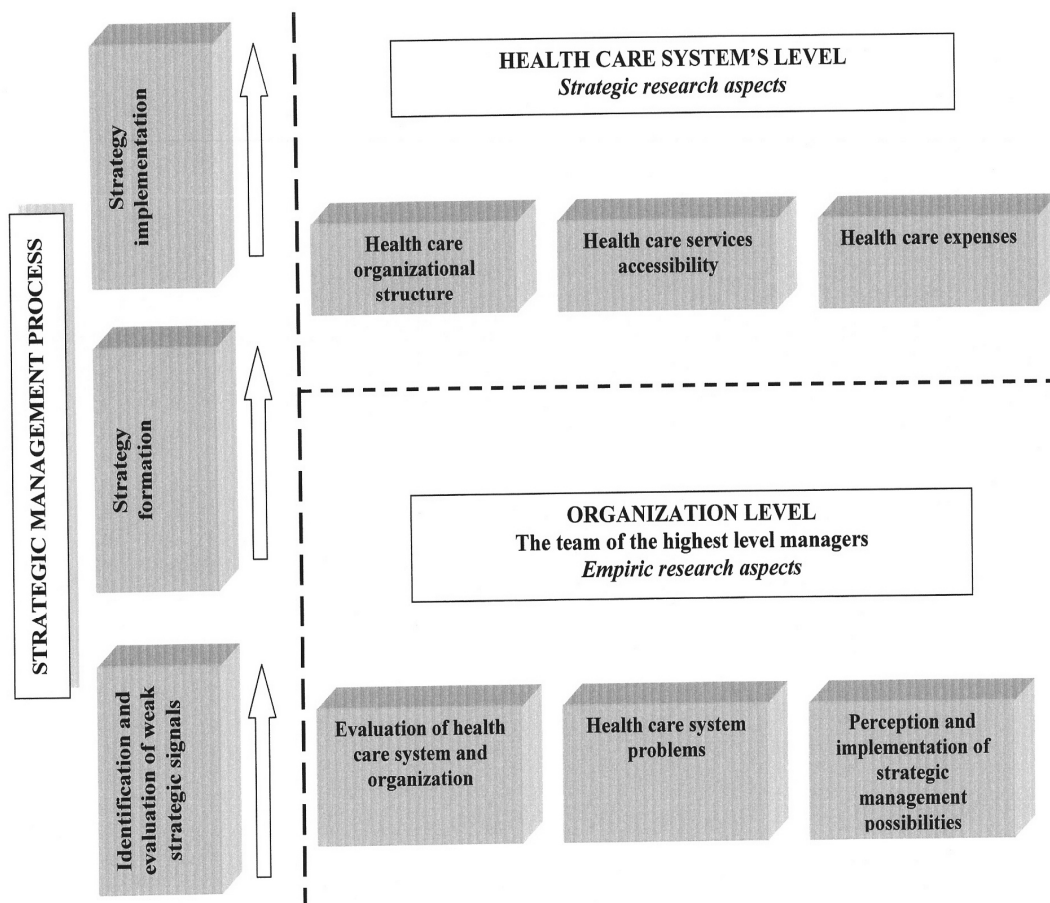 STRATEGIC MANAGEMENT PROCESS
Strategy
implementation
Strategy
formation
Identification and
evaluation of weak
strategic signals
HEALTH CARE SYSTEM'S LEVEL
Strategic research aspects
Health care
organizational
structure
Health care services
accessibility
Health care expenses
ORGANIZATION LEVEL
The team of the highest level managers
Empiric research aspects
Evaluation of health
care system and
organization
Health care system
problems
Perception and
implementation of
strategic
management
possibilities